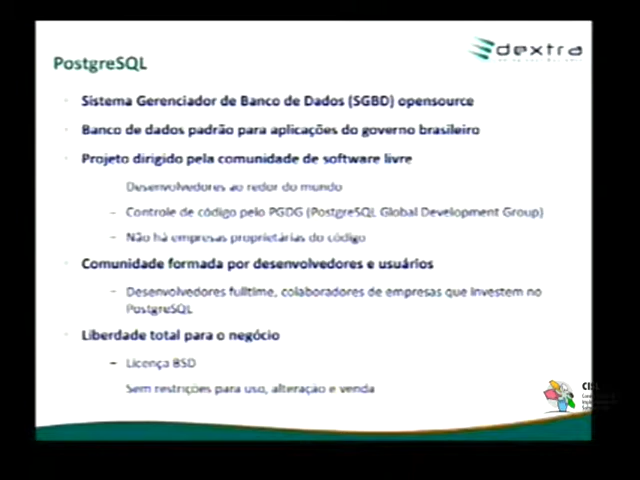 dextra
PostgreSQL
Sistema Gerenciador de Banco de Dados (SGBD) opensource
Banco de dados padrão para aplicações do governo brasileiro
Projeto dirigido pela comunidade de software livre
Desenvolvedores ao redor do mundo
– Controle de código pelo PGDG (PostgreSQL Global Development Group)
– Não há empresas proprietárias do código
Comunidade formada por desenvolvedores e usuários
– Desenvolvedores fulltime, colaboradores de empresas que investem no
PostgreSQL
Liberdade total para o negócio
– Licença BSD
Sem restrições para uso, alteração e venda